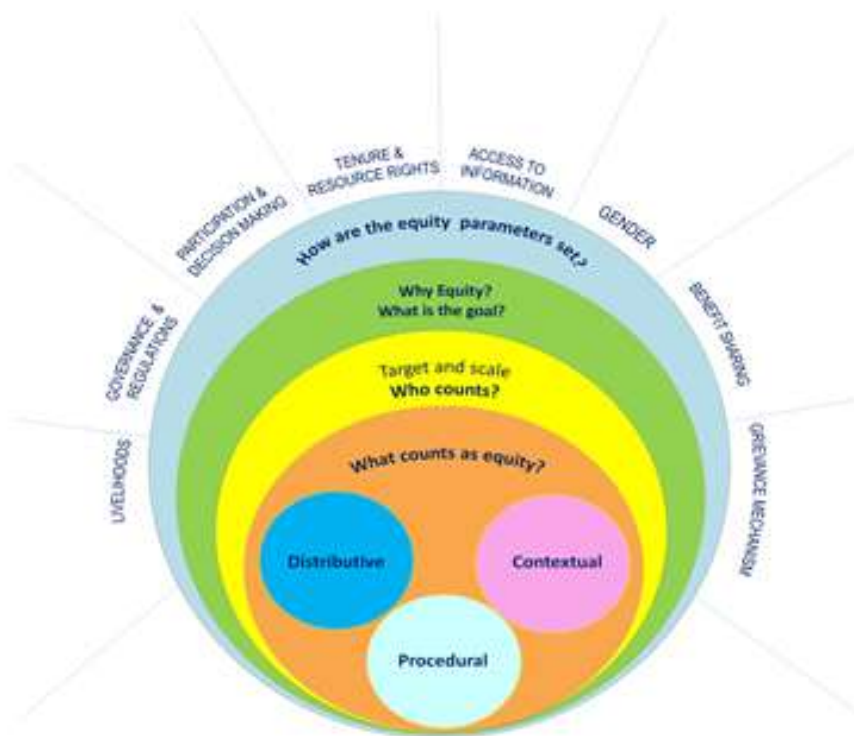 LIVELIHOODS
GOVERNANCE &
REGULATIONS
PARTICIPATION &
DECISION MAKING
TENURE &
RESOURCE RIGHTS
ACCESS TO
INFORMATION
GENDER
BENEFIT SHARING
GRIEVANCE MECHANISM
How are the equity parameters set?
Why Equity?
What is the goal?
Target and scale
Who counts?
What counts as equity?
Distributive
Contextual
Procedural